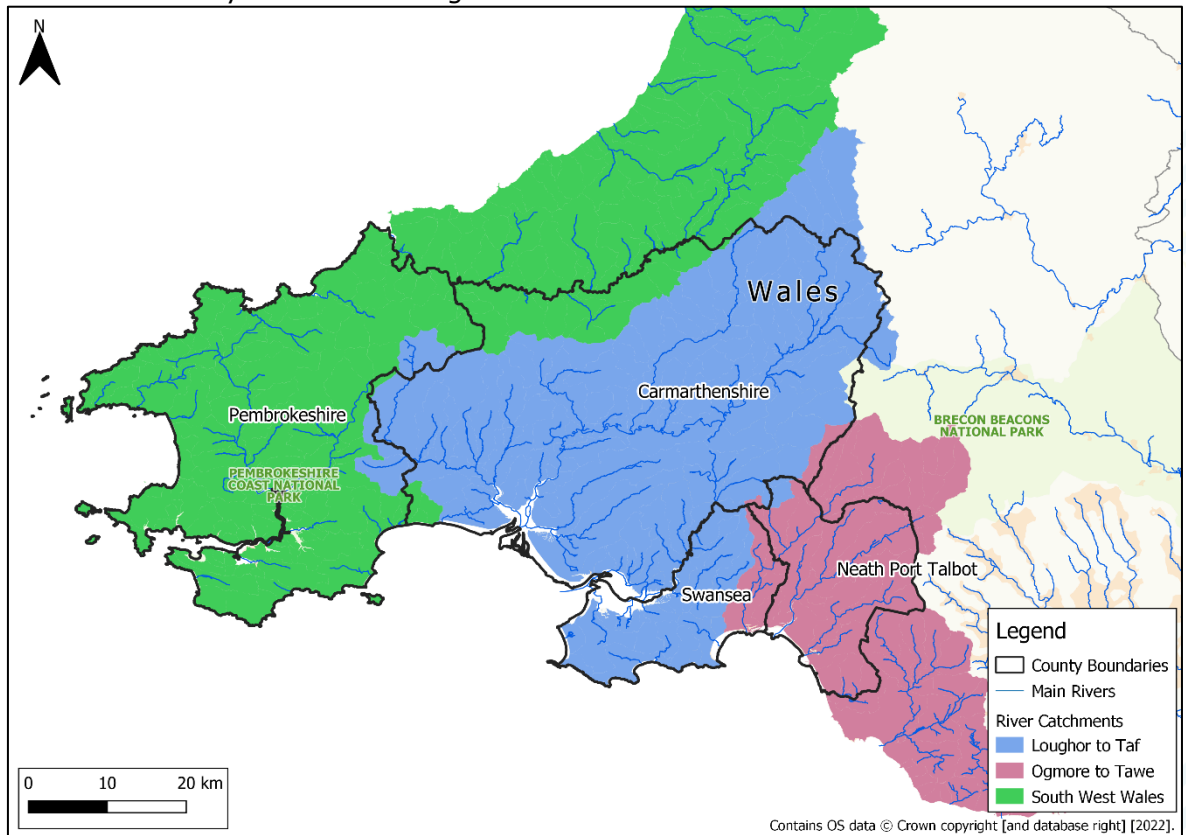 N
Wales
Carmarthenshire
Pembrokeshire
BRECON BEACONS
NATIONAL PARK
PEMBROKESHIRE
COAST NATIONAL
PARK
Neath Port Talbot
Swansea
Legend
County Boundaries
Main Rivers
River Catchments
Loughor to Taf
Ogmore to Tawe
South West Wales
0 10 20 km
Contains OS data © Crown copyright [and database right] [2022].